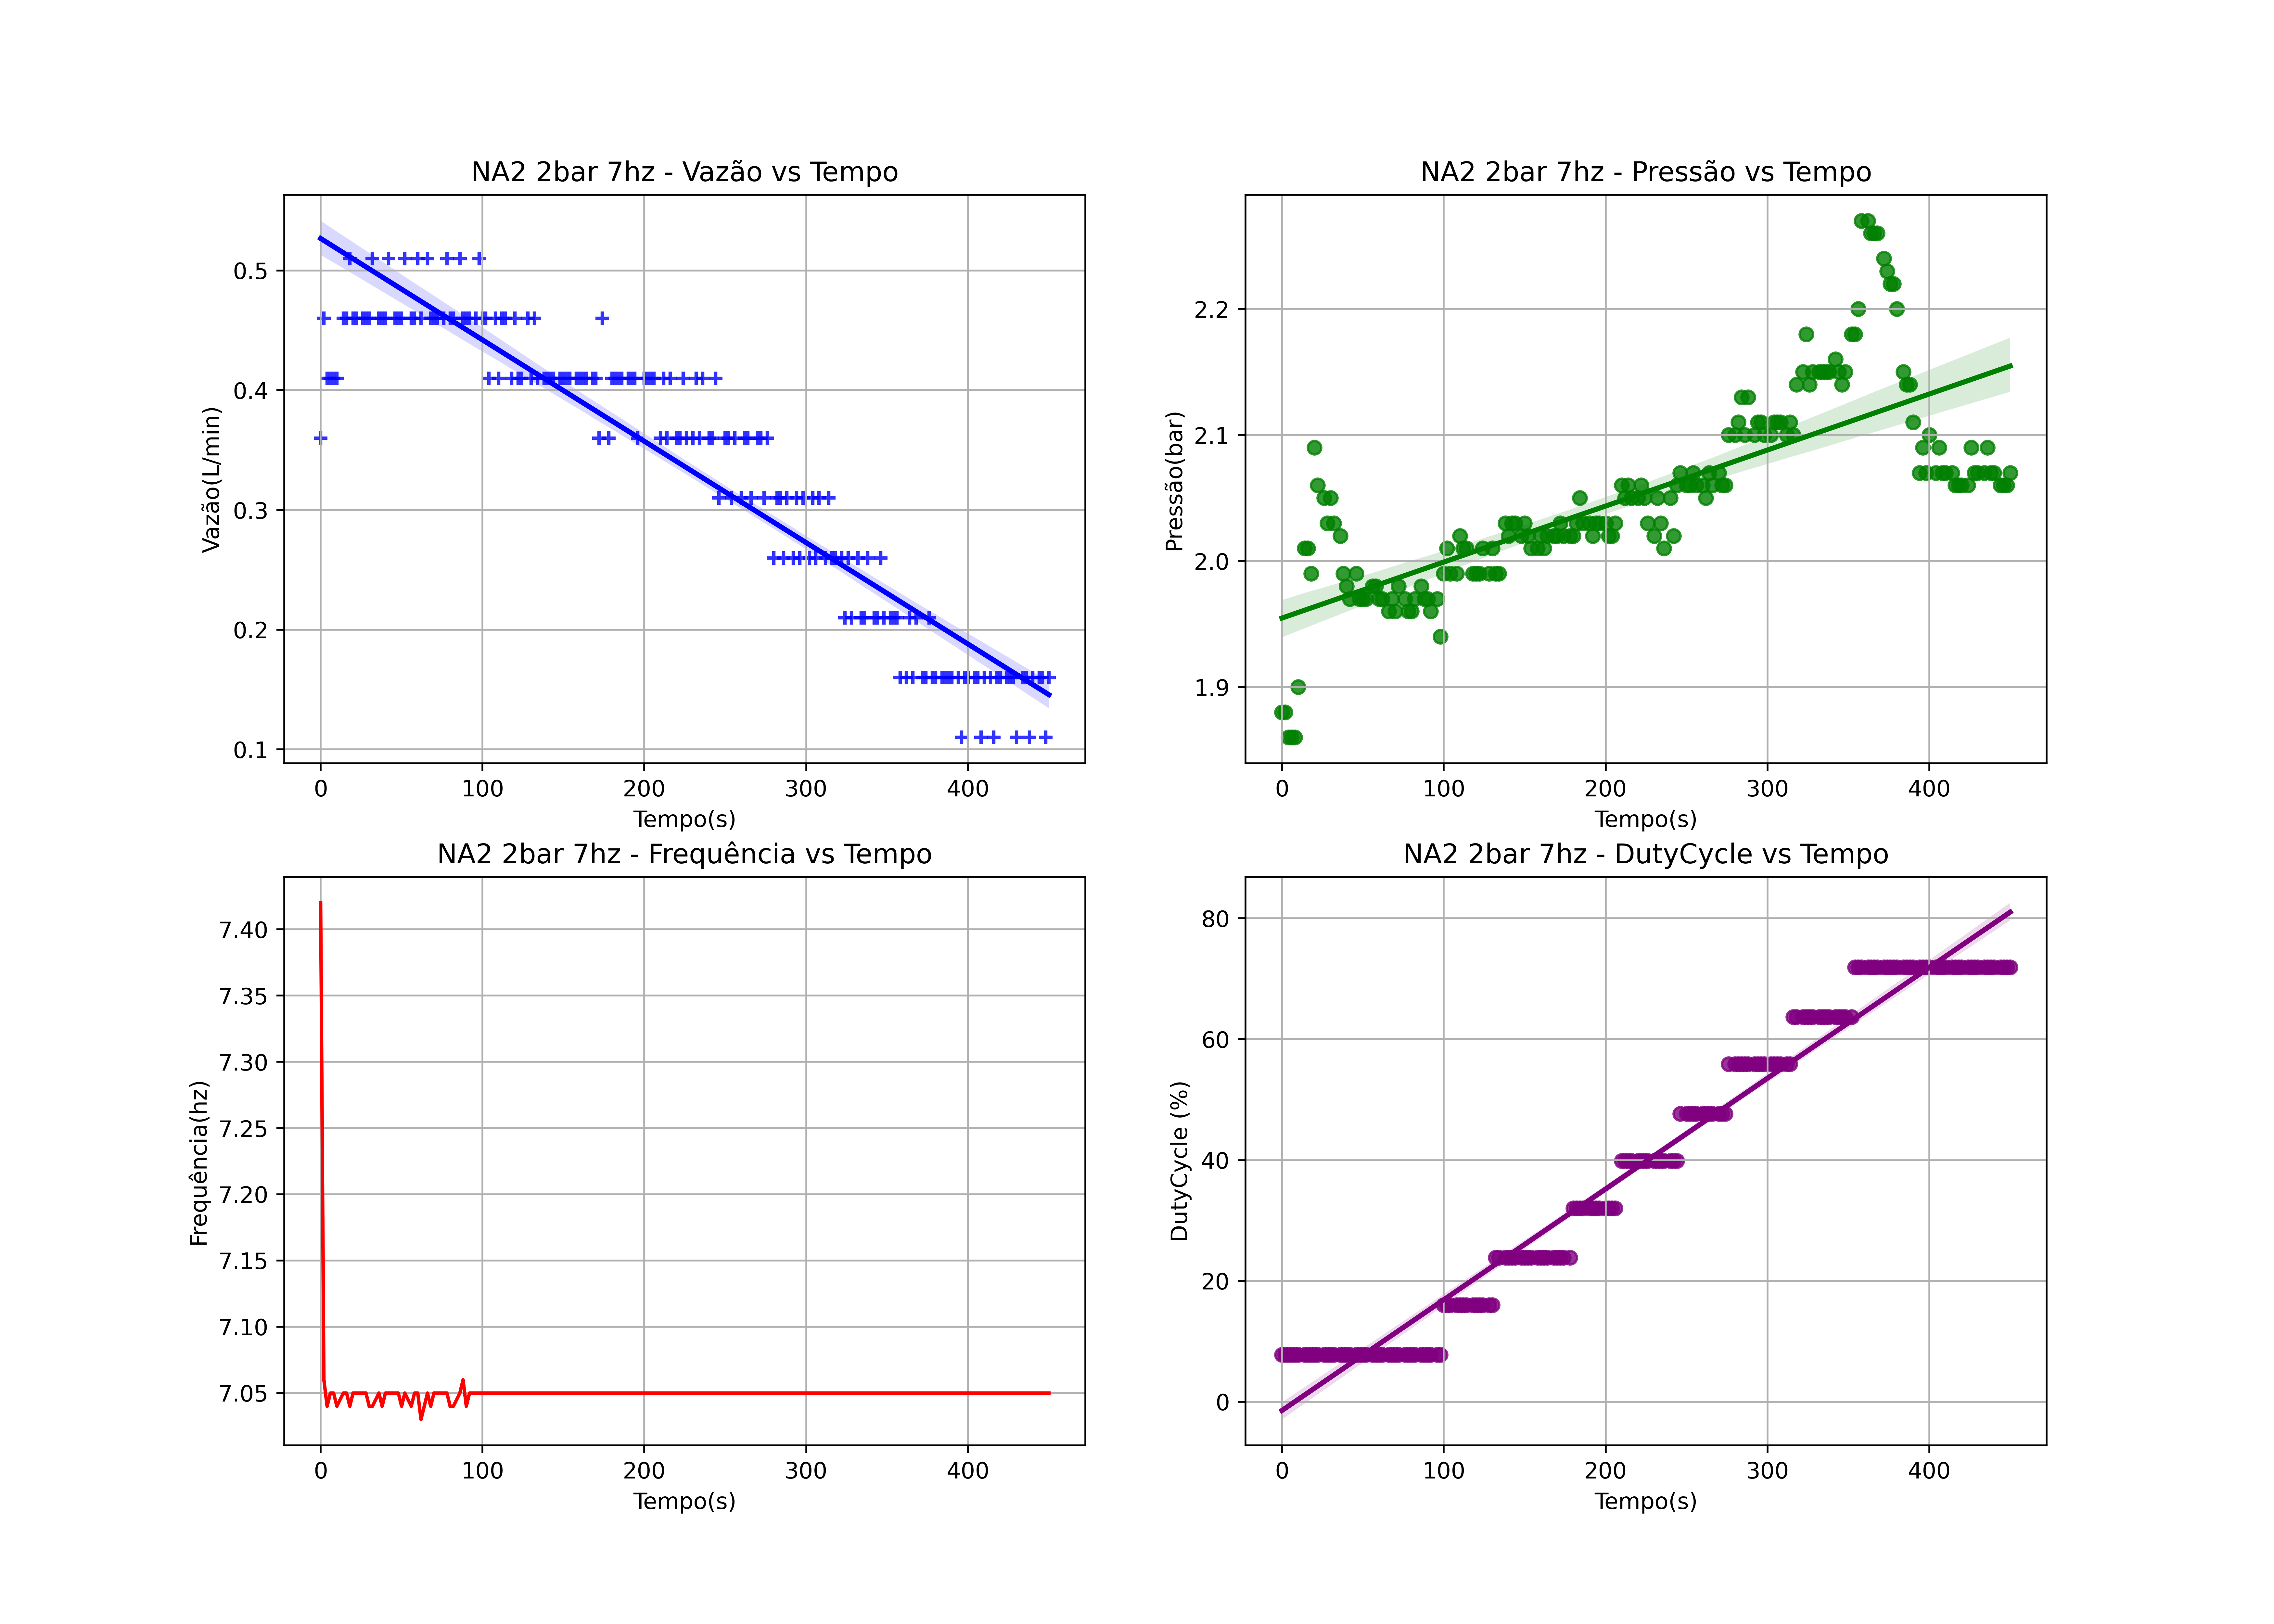 NA2 2bar 7hz - Vazão vs Tempo
Vazão(L/min)
0.5
0.4
0.3
0.2
0.1
0 100 200 300 400
Tempo(s)
NA2 2bar 7hz - Pressão vs Tempo
Pressão(bar)
2.2
2.1
2.0
1.9
0 100 200 300 400
Tempo(s)
NA2 2bar 7hz - Frequência vs Tempo
Frequência(hz)
7.40
7.35
7.30
7.25
7.20
7.15
7.10
7.05
0 100 200 300 400
Tempo(s)
NA2 2bar 7hz - DutyCycle vs Tempo
DutyCycle (%)
80
60
40
20
0
0 100 200 300 400
Tempo(s)